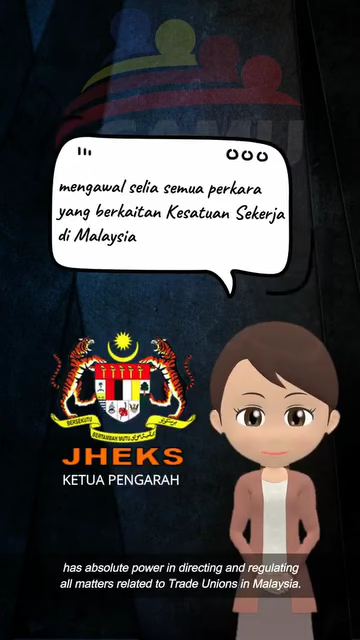 mengawal selia semua perkara
yang berkaitan Kesatuan Sekerja
di Malaysia
BERSEKUTU
BERTAMBAH MUTU
JHEKS
KETUA PENGARAH
has absolute power in directing and regulating
all matters related to Trade Unions in Malaysia.